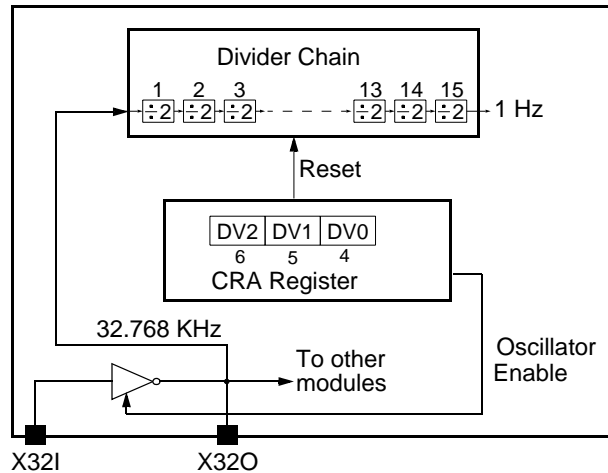 Divider Chain
1 2 3 13 14 15
÷2 ÷2 ÷2 ÷2 ÷2 ÷2 1 Hz
Reset
DV2 DV1 DV0
6 5 4
CRA Register
32.768 KHz
To other
modules
Oscillator
Enable
X32I X32O